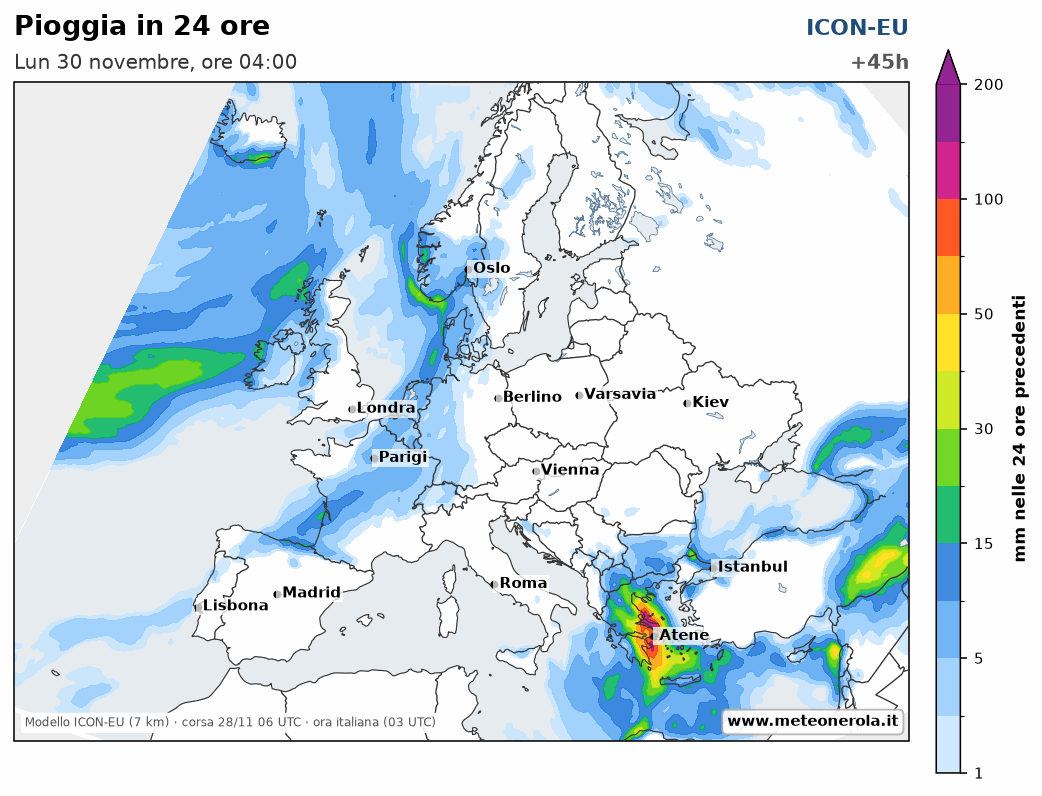 Pioggia in 24 ore
ICON-EU
Lun 30 novembre, ore 04:00
+45h
200
100
50
30
15
5
1
mm nelle 24 ore precedenti
Oslo
Berlino
Varsavia
Kiev
Londra
Parigi
Vienna
Istanbul
Roma
Madrid
Lisbona
Atene
Modello ICON-EU (7 km) · corsa 28/11 06 UTC · ora italiana (03 UTC)
www.meteonerola.it